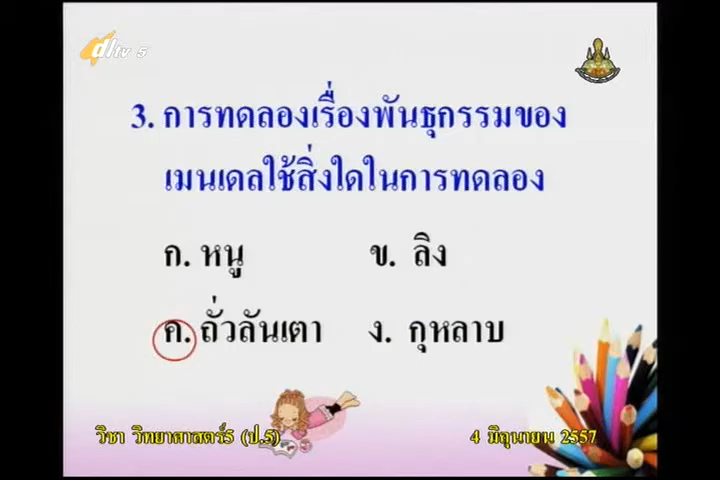 dltv 5
3. การทดลองเรื่องพันธุกรรมของ
เมนเดลใช้สิ่งใดในการทดลอง
ก. หนู ข. ลิง
ค. ถั่วลันเตา ง. กุหลาบ
วิชา วิทยาศาสตร์5 (ป.5) 4 มิถุนายน 2557